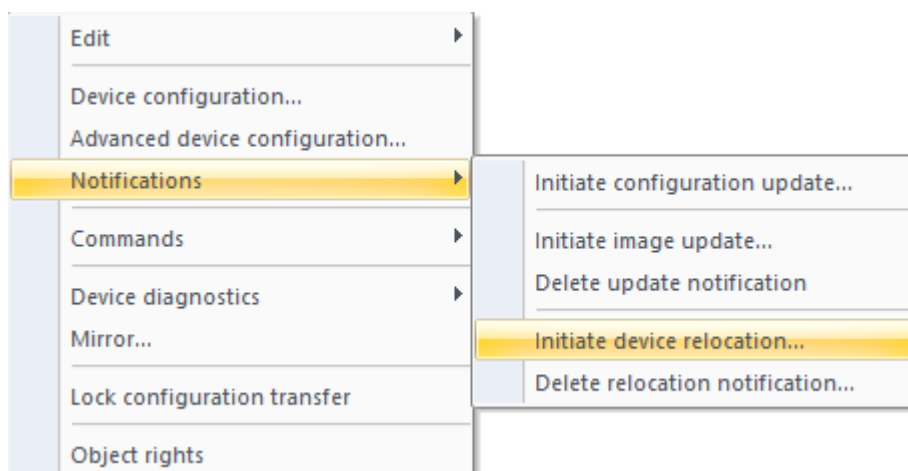 Edit
Device configuration...
Advanced device configuration...
Notifications
Commands
Device diagnostics
Mirror...
Lock configuration transfer
Object rights
Initiate configuration update...
Initiate image update...
Delete update notification
Initiate device relocation...
Delete relocation notification...